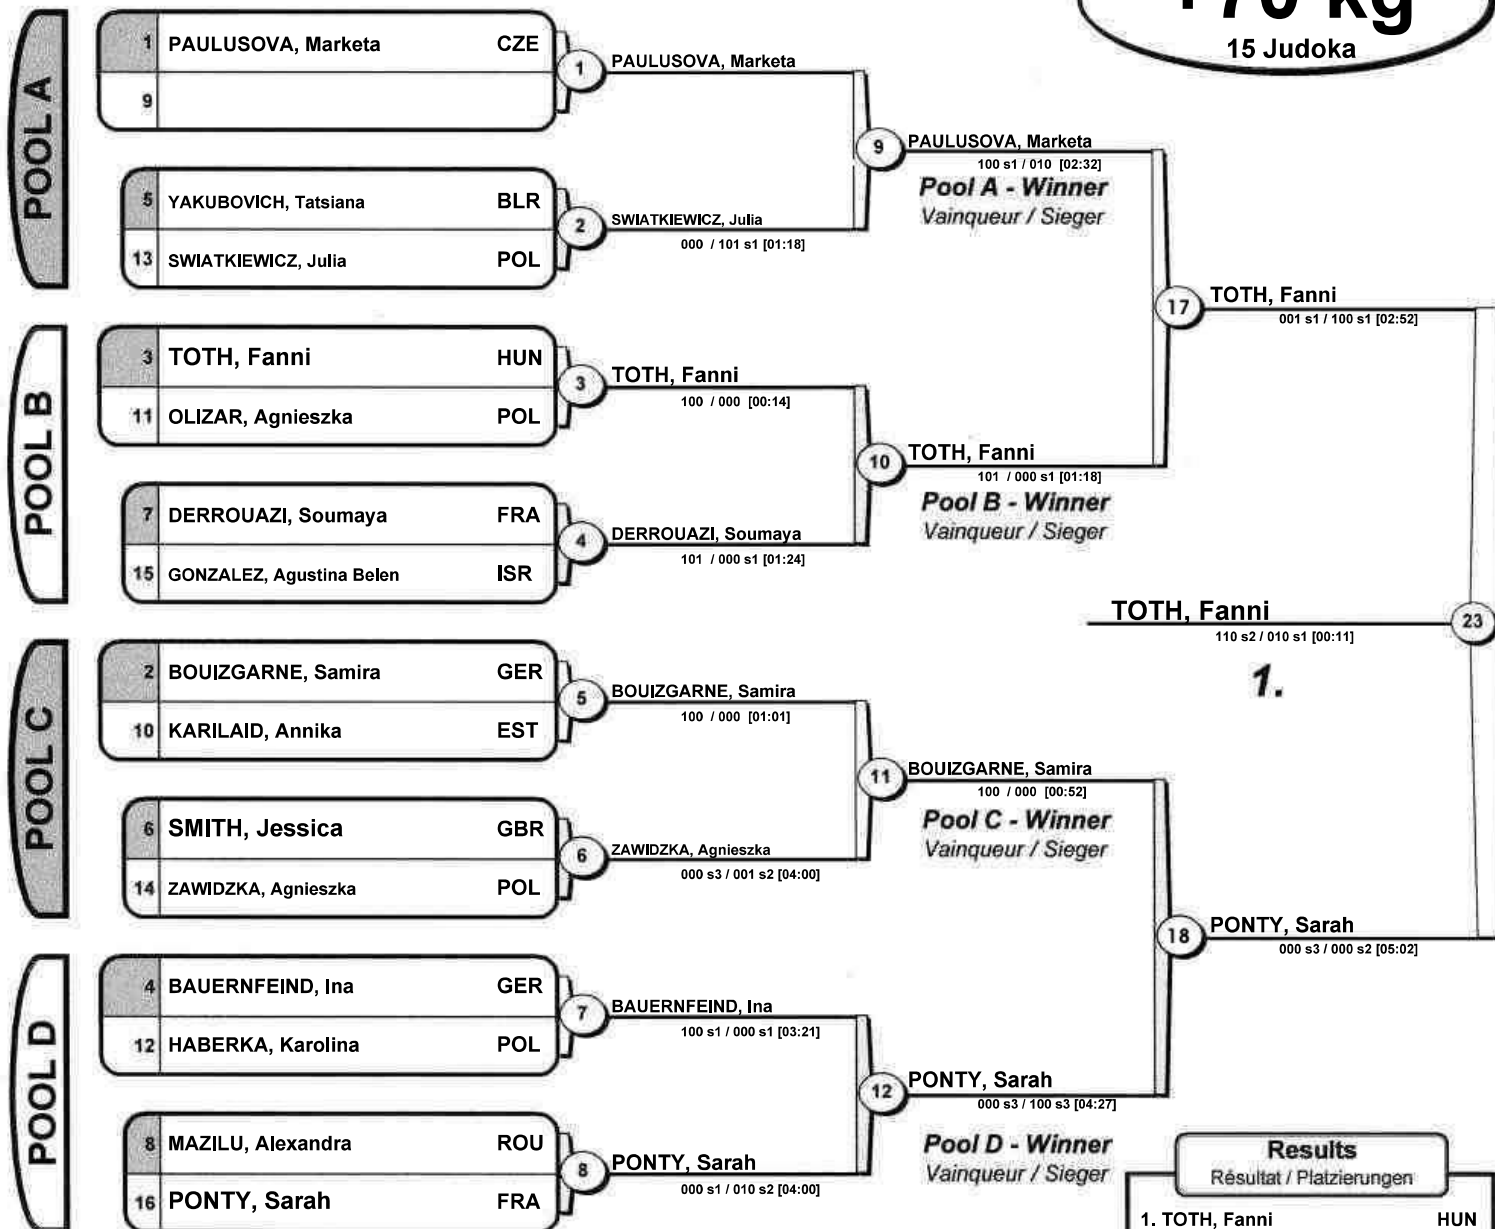 +70 kg
15 Judoka
POOL A
1 PAULUSOVA, Marketa CZE
9
5 YAKUBOVICH, Tatsiana BLR
13 SWIATKIEWICZ, Julia POL
1 PAULUSOVA, Marketa
2 SWIATKIEWICZ, Julia
000 / 101 s1 [01:18]
9 PAULUSOVA, Marketa
100 s1 / 010 [02:32]
Pool A - Winner
Vainqueur / Sieger
POOL B
3 TOTH, Fanni HUN
11 OLIZAR, Agnieszka POL
7 DERROUAZI, Soumaya FRA
15 GONZALEZ, Agustina Belen ISR
3 TOTH, Fanni
100 / 000 [00:14]
4 DERROUAZI, Soumaya
101 / 000 s1 [01:24]
10 TOTH, Fanni
101 / 000 s1 [01:18]
Pool B - Winner
Vainqueur / Sieger
17 TOTH, Fanni
001 s1 / 100 s1 [02:52]
TOTH, Fanni 23
110 s2 / 010 s1 [00:11]
1.
POOL C
2 BOUIZGARNE, Samira GER
10 KARILAID, Annika EST
6 SMITH, Jessica GBR
14 ZAWIDZKA, Agnieszka POL
5 BOUIZGARNE, Samira
100 / 000 [01:01]
6 ZAWIDZKA, Agnieszka
000 s3 / 001 s2 [04:00]
11 BOUIZGARNE, Samira
100 / 000 [00:52]
Pool C - Winner
Vainqueur / Sieger
18 PONTY, Sarah
000 s3 / 000 s2 [05:02]
POOL D
4 BAUERNFEIND, Ina GER
12 HABERKA, Karolina POL
8 MAZILU, Alexandra ROU
16 PONTY, Sarah FRA
7 BAUERNFEIND, Ina
100 s1 / 000 s1 [03:21]
8 PONTY, Sarah
000 s1 / 010 s2 [04:00]
12 PONTY, Sarah
000 s3 / 100 s3 [04:27]
Pool D - Winner
Vainqueur / Sieger
Results
Résultat / Platzierungen
1. TOTH, Fanni HUN